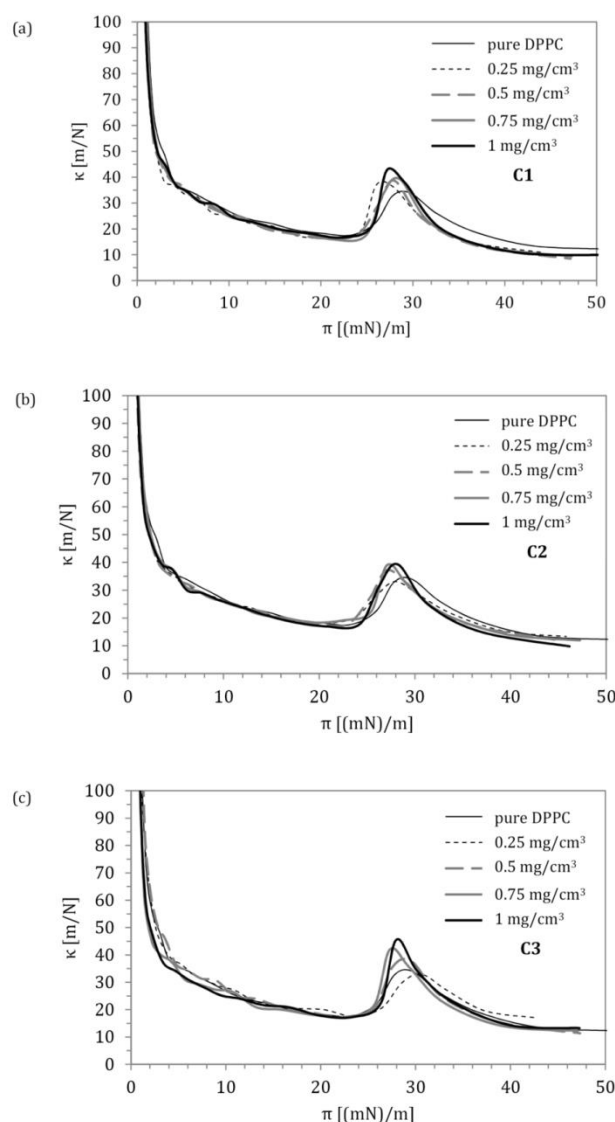 (a)
100
90
80
70
60
50
40
30
20
10
0
κ [m/N]
pure DPPC
0.25 mg/cm³
0.5 mg/cm³
0.75 mg/cm³
1 mg/cm³
C1
0 10 20 30 40 50
π [(mN)/m]
(b)
100
90
80
70
60
50
40
30
20
10
0
κ [m/N]
pure DPPC
0.25 mg/cm³
0.5 mg/cm³
0.75 mg/cm³
1 mg/cm³
C2
0 10 20 30 40 50
π [(mN)/m]
(c)
100
90
80
70
60
50
40
30
20
10
0
κ [m/N]
pure DPPC
0.25 mg/cm³
0.5 mg/cm³
0.75 mg/cm³
1 mg/cm³
C3
0 10 20 30 40 50
π [(mN)/m]